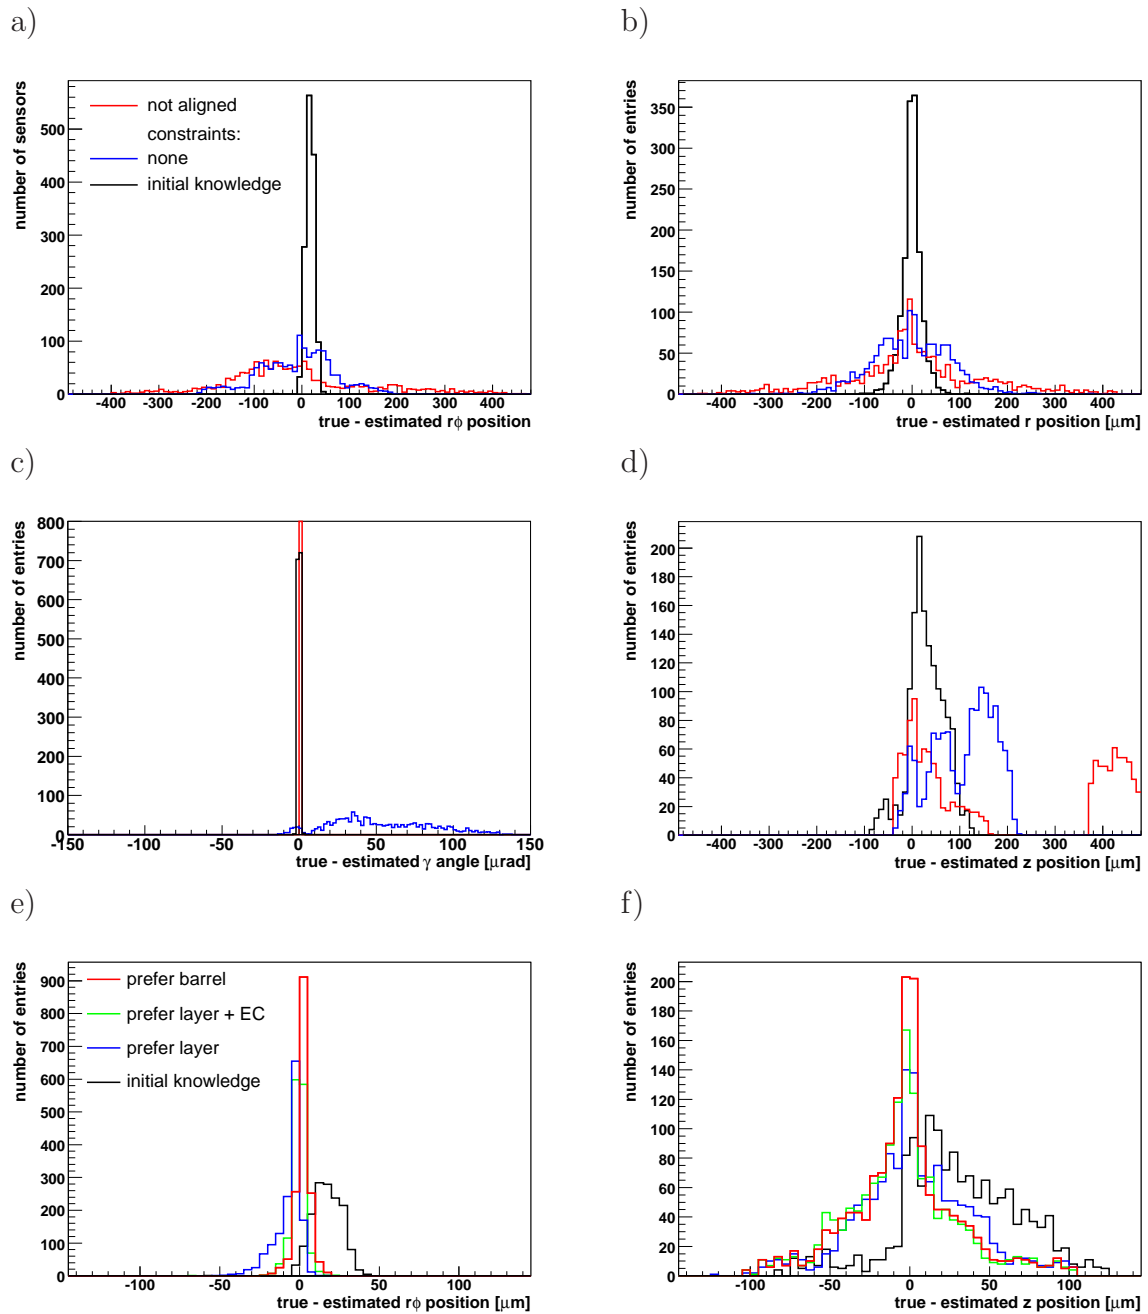 a)
number of sensors
500
400
300
200
100
0
not aligned
constraints:
none
initial knowledge
-400 -300 -200 -100 0 100 200 300 400
true - estimated rϕ position
b)
number of entries
350
300
250
200
150
100
50
0
-400 -300 -200 -100 0 100 200 300 400
true - estimated r position [μm]
c)
number of entries
800
700
600
500
400
300
200
100
0
-150 -100 -50 0 50 100 150
true - estimated γ angle [μrad]
d)
number of entries
200
180
160
140
120
100
80
60
40
20
0
-400 -300 -200 -100 0 100 200 300 400
true - estimated z position [μm]
e)
number of entries
900
800
700
600
500
400
300
200
100
0
prefer barrel
prefer layer + EC
prefer layer
initial knowledge
-100 -50 0 50 100
true - estimated rϕ position [μm]
f)
number of entries
200
180
160
140
120
100
80
60
40
20
0
-100 -50 0 50 100
true - estimated z position [μm]